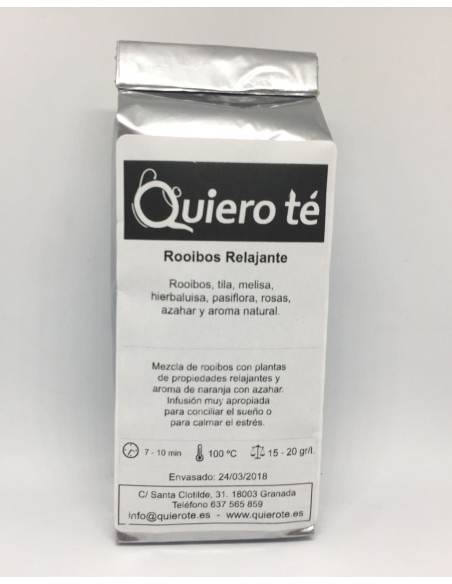 Quiero té
Rooibos Relajante
Rooibos, tila, melisa,
hierbaluisa, pasiflora, rosas,
azahar y aroma natural.
Mezcla de rooibos con plantas
de propiedades relajantes y
aroma de naranja con azahar.
Infusión muy apropiada
para conciliar el sueño o
para calmar el estrés.
7 - 10 min 100 ºC 15 - 20 gr/l.
Envasado: 24/03/2018
C/ Santa Clotilde, 31. 18003 Granada
Teléfono 637 565 859
info@quierote.es - www.quierote.es